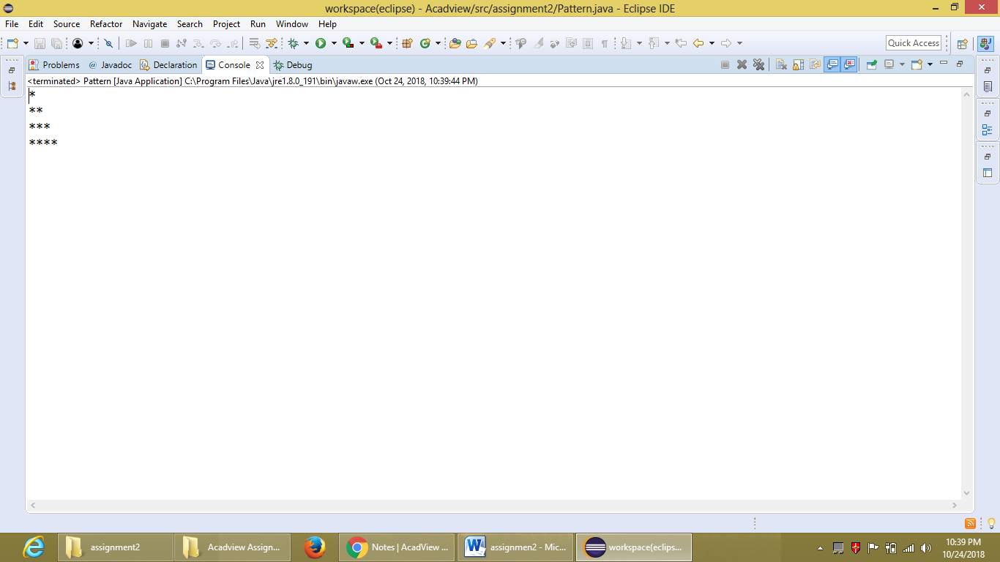 workspace(eclipse) - Acadview/src/assignment2/Pattern.java - Eclipse IDE
File Edit Source Refactor Navigate Search Project Run Window Help
Quick Access
Problems @ Javadoc Declaration Console Debug
<terminated> Pattern [Java Application] C:\Program Files\Java\jre1.8.0_191\bin\javaw.exe (Oct 24, 2018, 10:39:44 PM)
*
**
***
****
assignment2 Acadview Assign... Notes | AcadView ... assignmen2 - Mic... workspace(eclips... 10:39 PM
10/24/2018